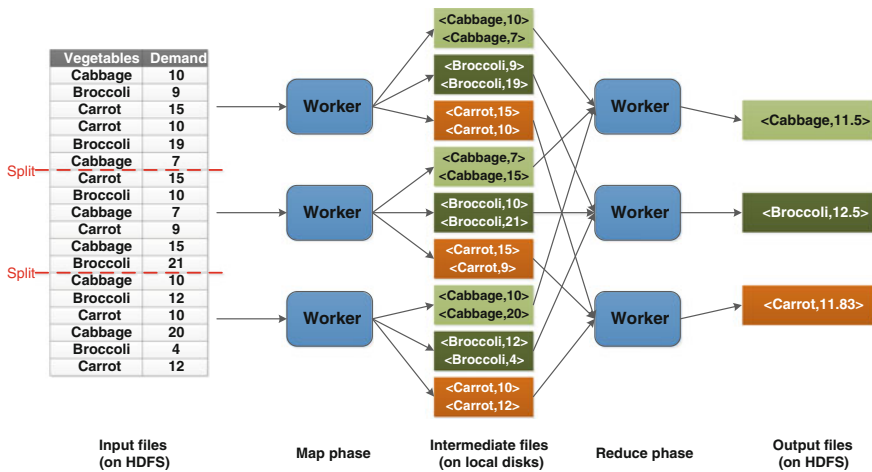 Vegetables Demand
Cabbage 10
Broccoli 9
Carrot 15
Carrot 10
Broccoli 19
Cabbage 7
Split
Carrot 15
Broccoli 10
Cabbage 7
Carrot 9
Cabbage 15
Broccoli 21
Split
Cabbage 10
Broccoli 12
Carrot 10
Cabbage 20
Broccoli 4
Carrot 12
Worker
Worker
Worker
<Cabbage,10>
<Cabbage,7>
<Broccoli,9>
<Broccoli,19>
<Carrot,15>
<Carrot,10>
<Cabbage,7>
<Cabbage,15>
<Broccoli,10>
<Broccoli,21>
<Carrot,15>
<Carrot,9>
<Cabbage,10>
<Cabbage,20>
<Broccoli,12>
<Broccoli,4>
<Carrot,10>
<Carrot,12>
Worker
Worker
Worker
<Cabbage,11.5>
<Broccoli,12.5>
<Carrot,11.83>
Input files
(on HDFS)
Map phase
Intermediate files
(on local disks)
Reduce phase
Output files
(on HDFS)